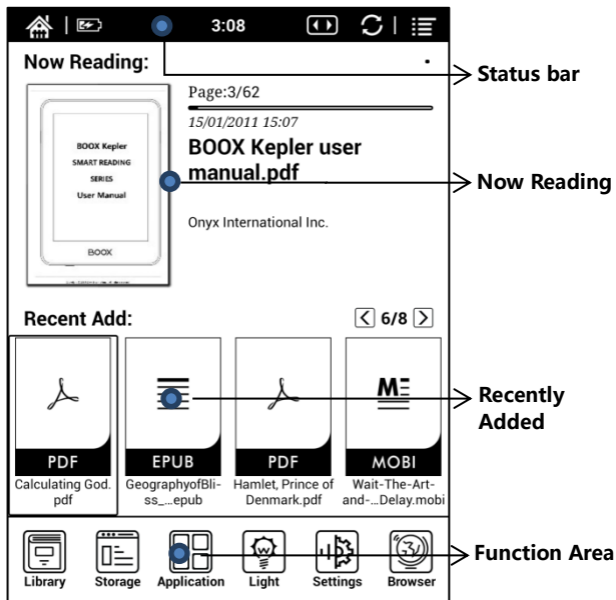 3:08
Now Reading:
Status bar
Page:3/62
15/01/2011 15:07
BOOX Kepler user
manual.pdf
BOOX Kepler
SMART READING
SERIES
User Manual
BOOX
Now Reading
Onyx International Inc.
Recent Add:
6/8
Recently
Added
PDF
EPUB
PDF
MOBI
Calculating God.
pdf
GeographyofBli-
ss_...epub
Hamlet, Prince of
Denmark.pdf
Wait-The-Art-
and-...Delay.mobi
Function Area
Library
Storage
Application
Light
Settings
Browser